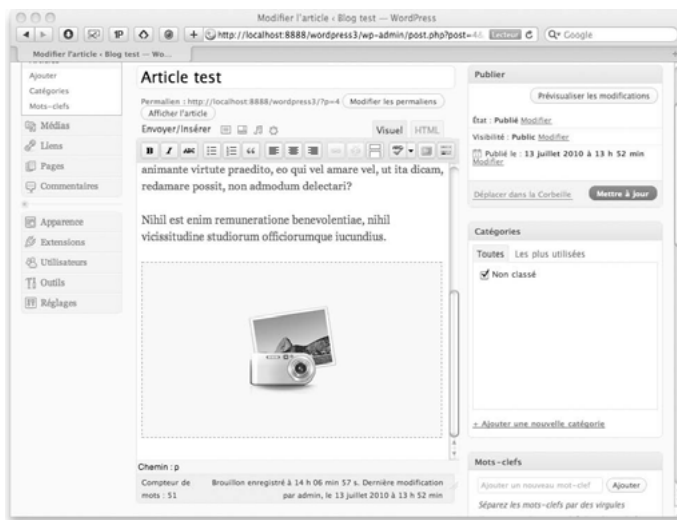 Modifier l'article ‹ Blog test — WordPress
http://localhost:8888/wordpress3/wp-admin/post.php?post=4&
Lecteur
Google
Modifier l'article ‹ Blog test — Wo...
Ajouter
Catégories
Mots-clefs
Médias
Liens
Pages
Commentaires
Apparence
Extensions
Utilisateurs
Outils
Réglages
Article test
Permalien : http://localhost:8888/wordpress3/?p=4 Modifier les permaliens
Afficher l'article
Envoyer/Insérer
Visuel HTML
B I ABC
animante virtute praedito, eo qui vel amare vel, ut ita dicam,
redamare possit, non admodum delectari?
Nihil est enim remuneratione benevolentiae, nihil
vicissitudine studiorum officiorumque iucundius.
Chemin : p
Compteur de mots : 51
Brouillon enregistré à 14 h 06 min 57 s. Dernière modification
par admin, le 13 juillet 2010 à 13 h 52 min
Publier
Prévisualiser les modifications
État : Publié Modifier
Visibilité : Public Modifier
Publié le : 13 juillet 2010 à 13 h 52 min
Modifier
Déplacer dans la Corbeille
Mettre à jour
Catégories
Toutes Les plus utilisées
Non classé
+ Ajouter une nouvelle catégorie
Mots-clefs
Ajouter un nouveau mot-clef Ajouter
Séparez les mots-clefs par des virgules